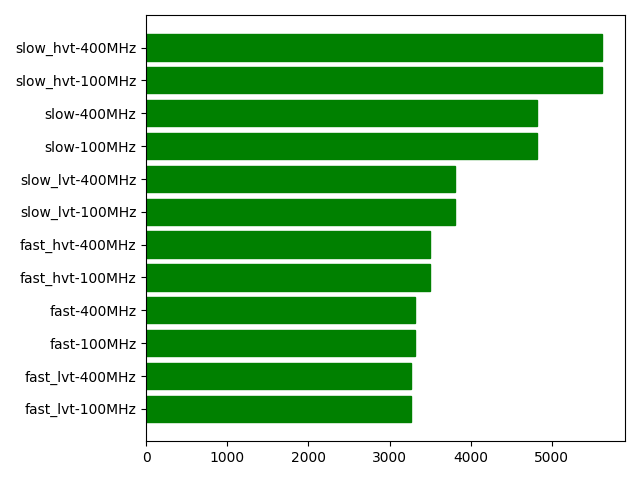 slow_hvt-400MHz
slow_hvt-100MHz
slow-400MHz
slow-100MHz
slow_lvt-400MHz
slow_lvt-100MHz
fast_hvt-400MHz
fast_hvt-100MHz
fast-400MHz
fast-100MHz
fast_lvt-400MHz
fast_lvt-100MHz
0 1000 2000 3000 4000 5000